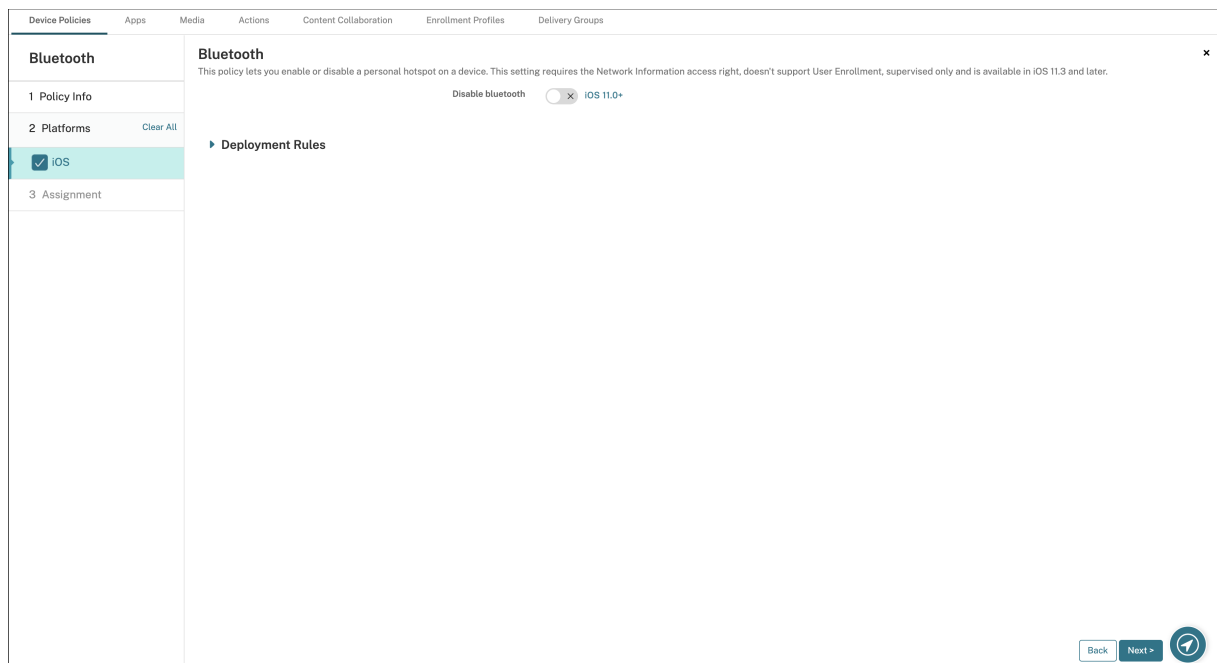 Device Policies Apps Media Actions Content Collaboration Enrollment Profiles Delivery Groups
Bluetooth
1 Policy Info
2 Platforms Clear All
iOS
3 Assignment
Bluetooth
This policy lets you enable or disable a personal hotspot on a device. This setting requires the Network Information access right, doesn't support User Enrollment, supervised only and is available in iOS 11.3 and later.
Disable bluetooth iOS 11.0+
Deployment Rules
Back Next >